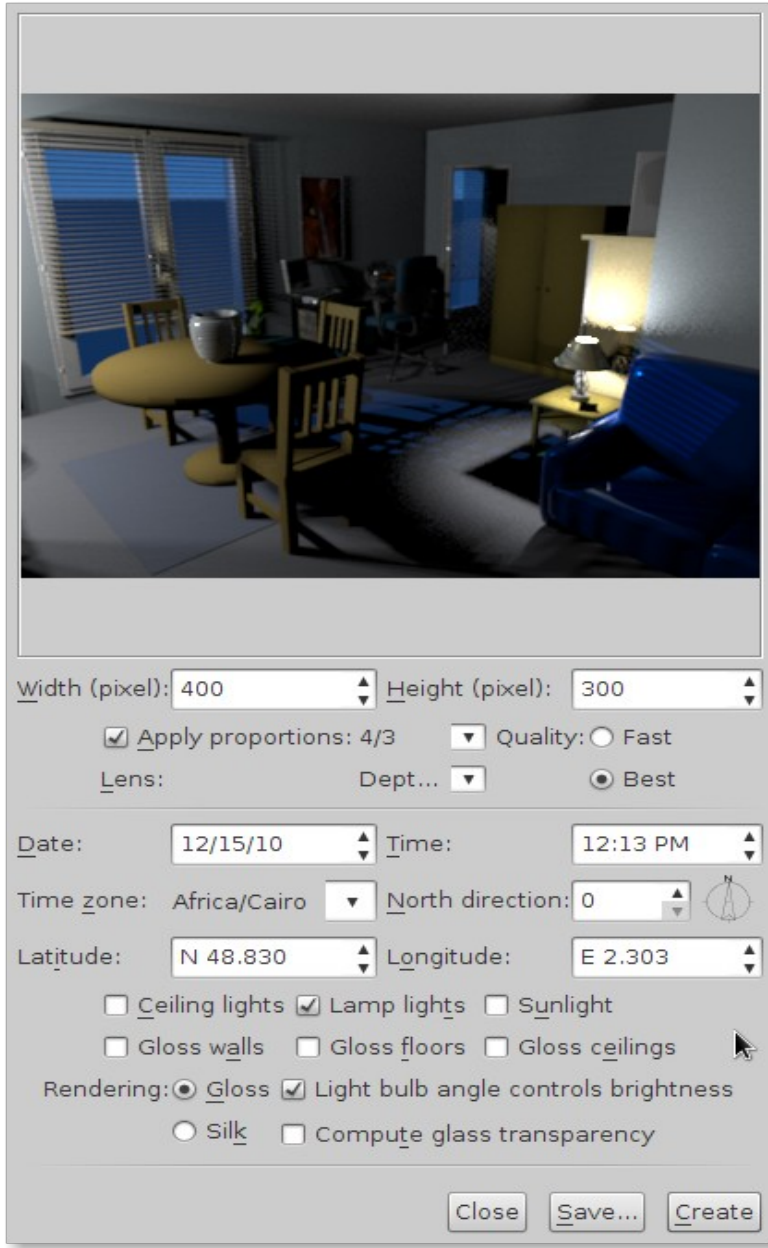 Width (pixel): 400 Height (pixel): 300
Apply proportions: 4/3 Quality: Fast
Lens: Dept... Best
Date: 12/15/10 Time: 12:13 PM
Time zone: Africa/Cairo North direction: 0 N
Latitude: N 48.830 Longitude: E 2.303
Ceiling lights Lamp lights Sunlight
Gloss walls Gloss floors Gloss ceilings
Rendering: Gloss Light bulb angle controls brightness
Silk Compute glass transparency
Close Save... Create